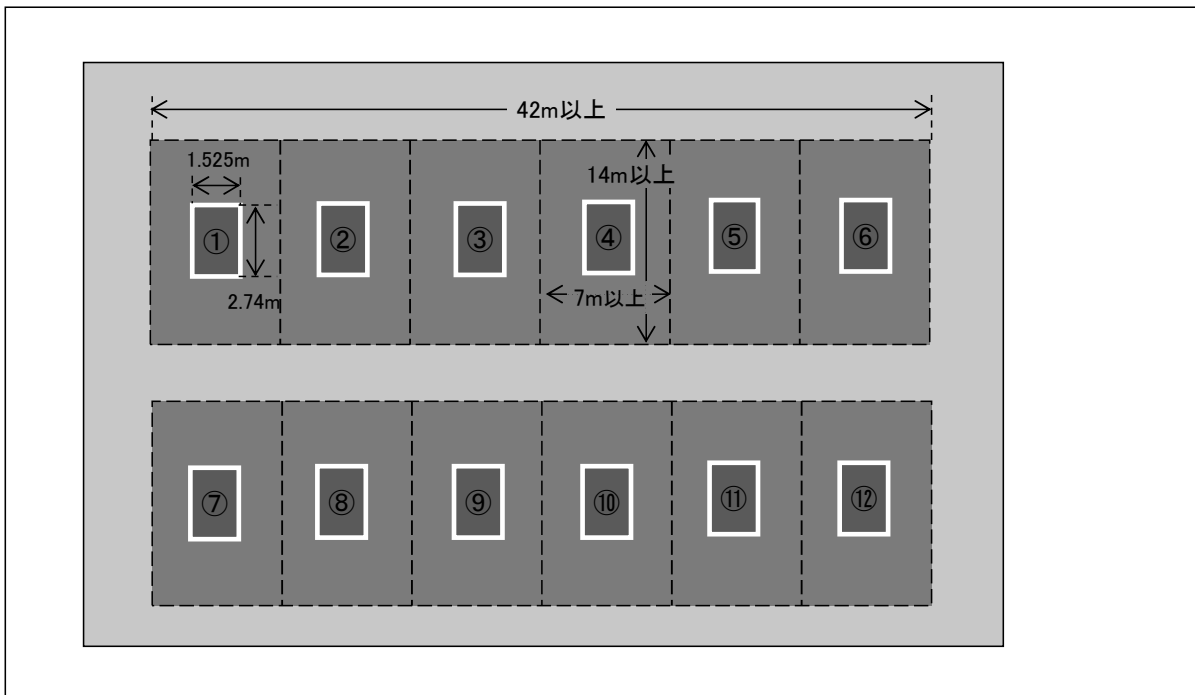 42m以上
1.525m
14m以上
① ② ③ ④ ⑤ ⑥
2.74m
7m以上
⑦ ⑧ ⑨ ⑩ ⑪ ⑫